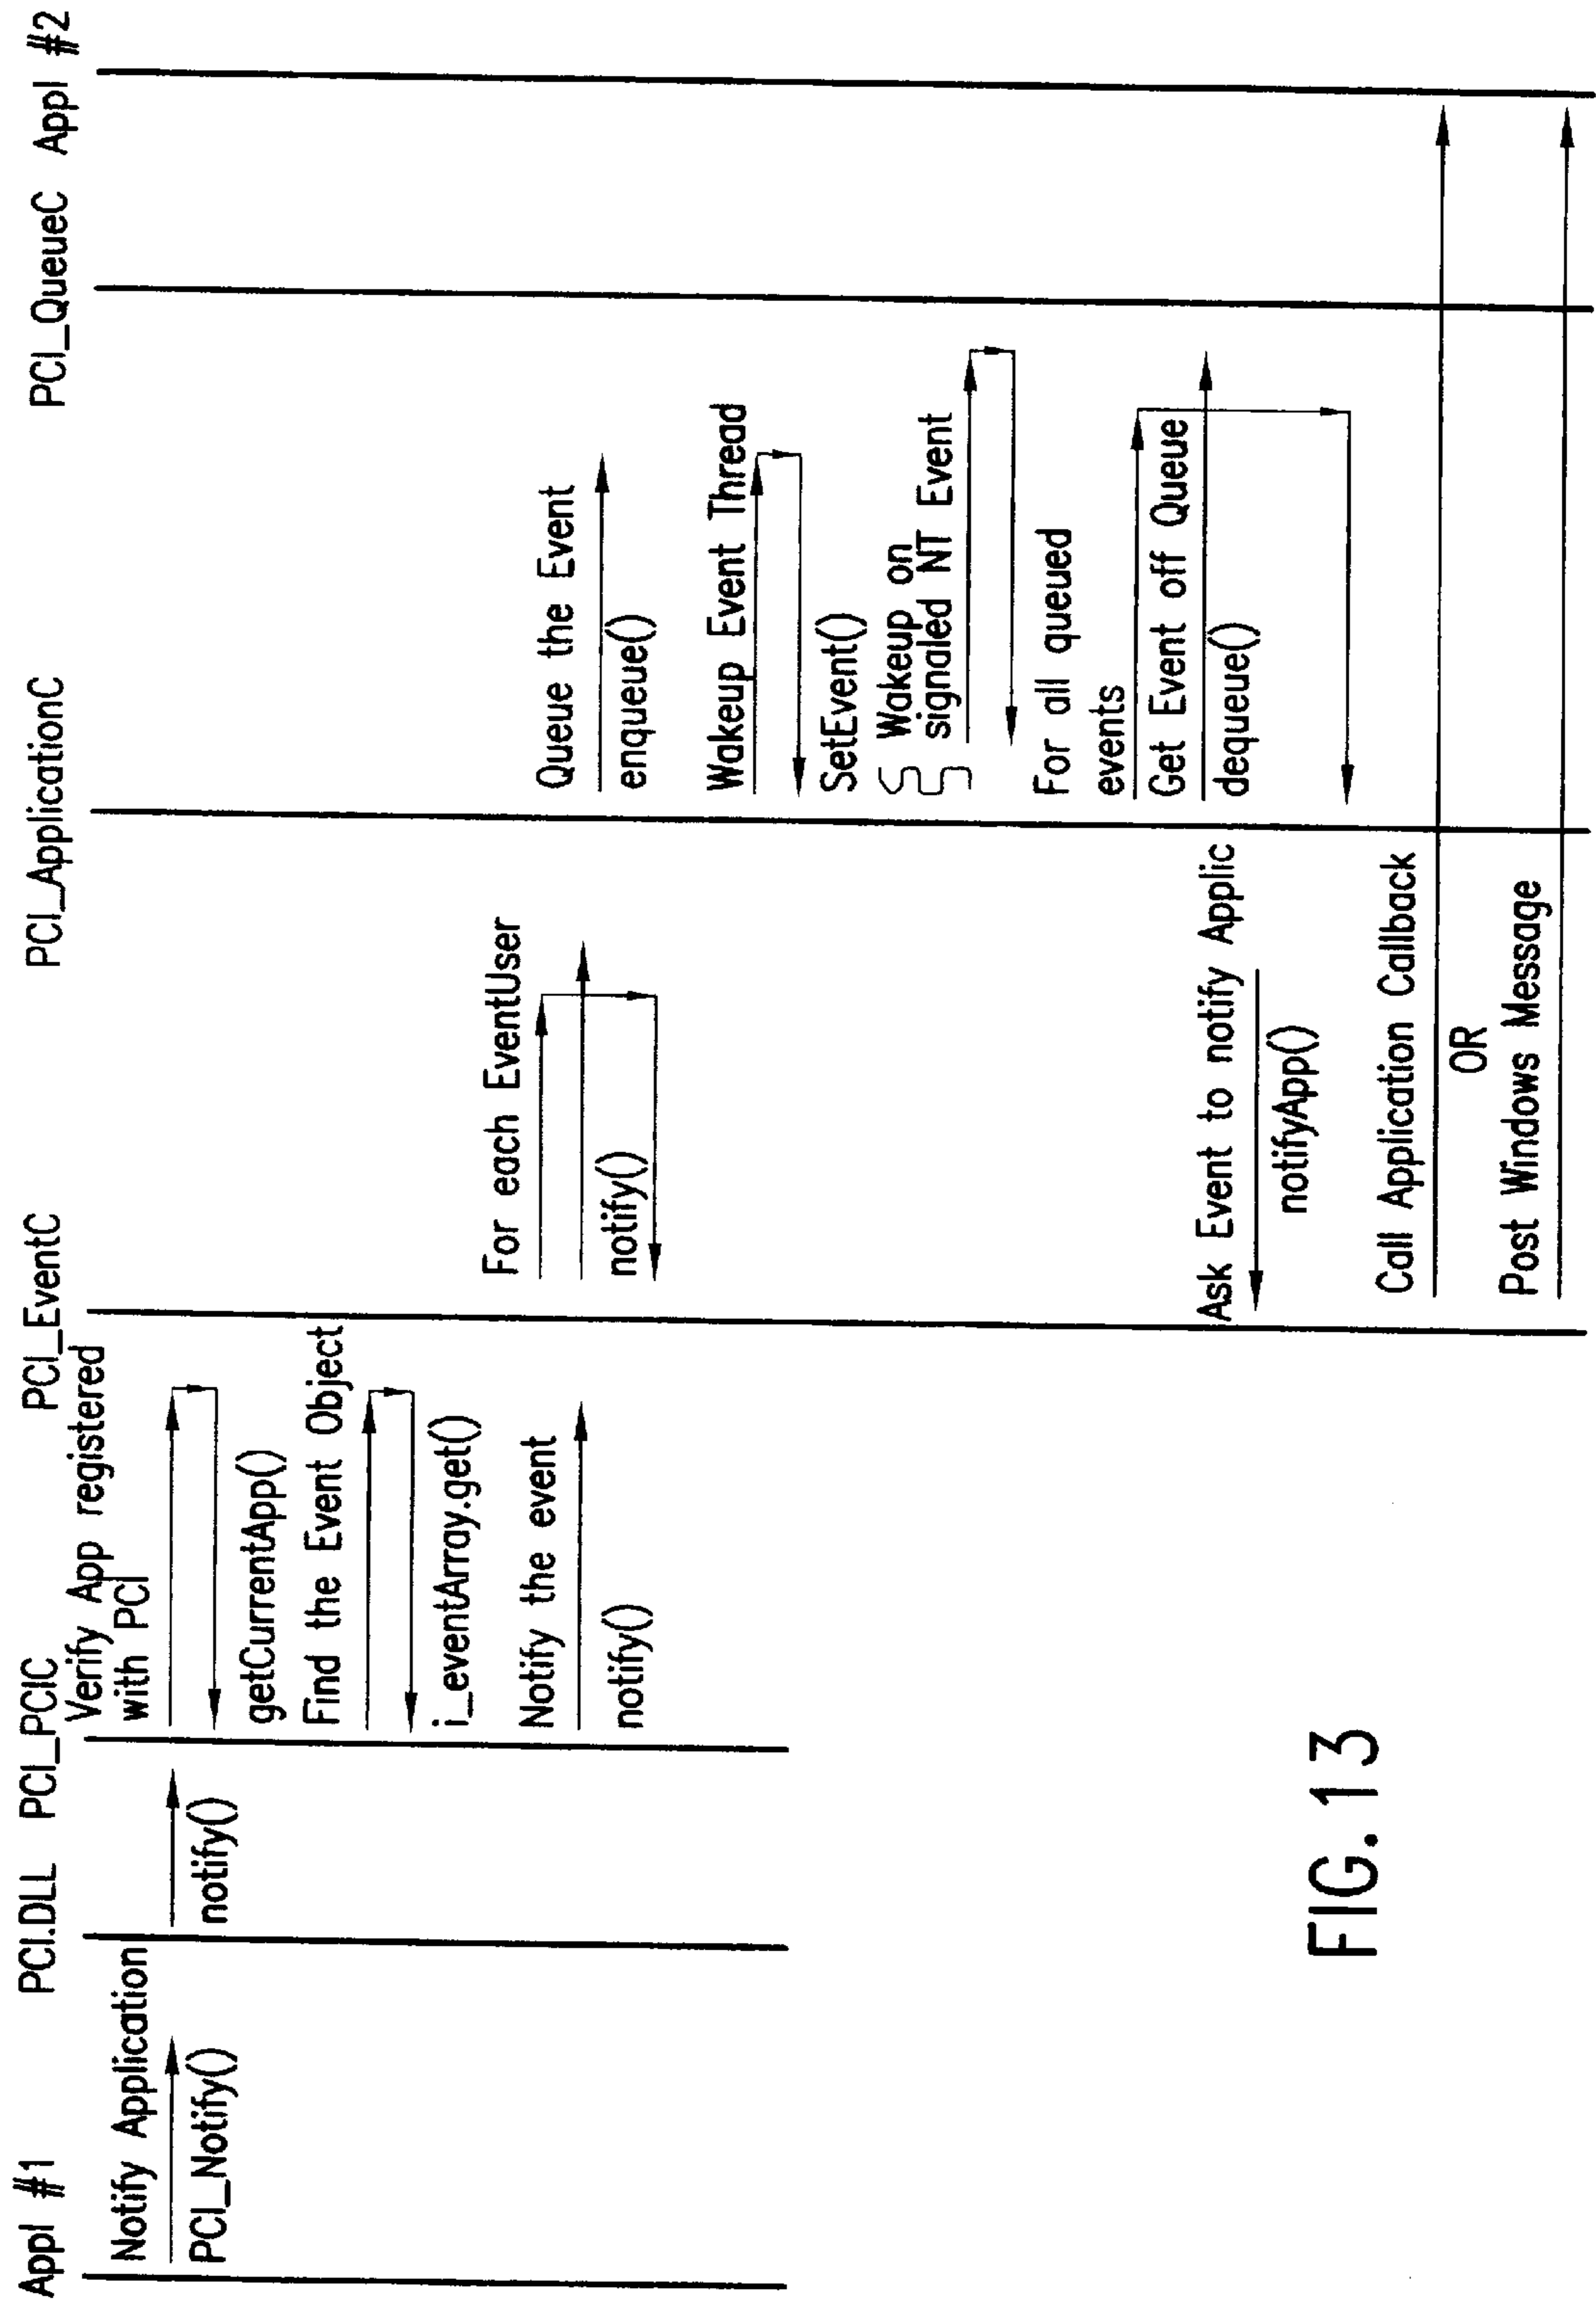 Appl #1
PCI.DLL
PCI_PCIC
PCI_EventC
PCI_ApplicationC
PCI_QueueC
Appl #2
Notify Application
PCI_Notify()
notify()
Verify App registered
with PCI
getCurrentApp()
Find the Event Object
i_eventArray.get()
Notify the event
notify()
For each EventUser
notify()
Queue the Event
enqueue()
Wakeup Event Thread
SetEvent()
Wakeup on
signaled NT Event
For all queued
events
Get Event off Queue
dequeue()
Ask Event to notify Applic
notifyApp()
Call Application Callback
OR
Post Windows Message
FIG.13